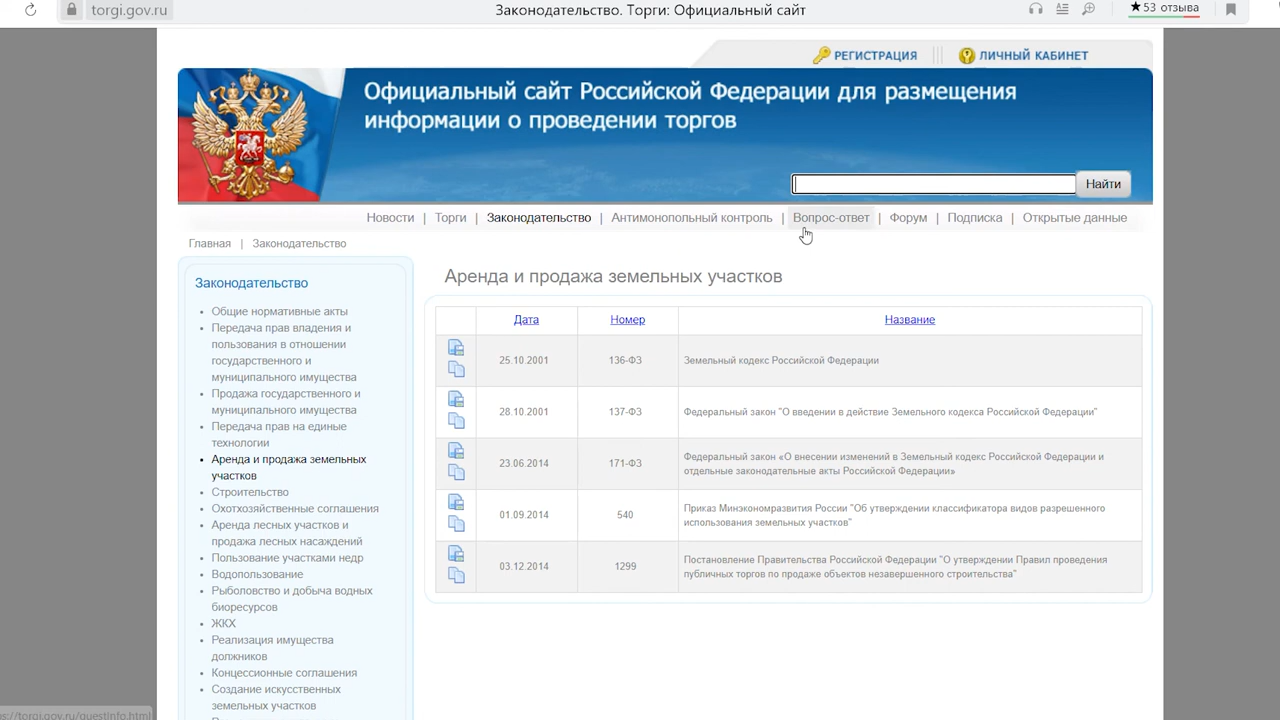 torgi.gov.ru
Законодательство. Торги: Официальный сайт
★53 отзыва
РЕГИСТРАЦИЯ
ЛИЧНЫЙ КАБИНЕТ
Официальный сайт Российской Федерации для размещения
информации о проведении торгов
Найти
Новости | Торги | Законодательство | Антимонопольный контроль | Вопрос-ответ | Форум | Подписка | Открытые данные
Главная | Законодательство
Законодательство
Общие нормативные акты
Передача прав владения и
пользования в отношении
государственного и
муниципального имущества
Продажа государственного и
муниципального имущества
Передача прав на единые
технологии
Аренда и продажа земельных
участков
Строительство
Охотхозяйственные соглашения
Аренда лесных участков и
продажа лесных насаждений
Пользование участками недр
Водопользование
Рыболовство и добыча водных
биоресурсов
ЖКХ
Реализация имущества
должников
Концессионные соглашения
Создание искусственных
земельных участков
Аренда и продажа земельных участков
Дата Номер Название
25.10.2001 136-ФЗ Земельный кодекс Российской Федерации
28.10.2001 137-ФЗ Федеральный закон "О введении в действие Земельного кодекса Российской Федерации"
23.06.2014 171-ФЗ Федеральный закон «О внесении изменений в Земельный кодекс Российской Федерации и
отдельные законодательные акты Российской Федерации»
01.09.2014 540 Приказ Минэкономразвития России "Об утверждении классификатора видов разрешенного
использования земельных участков"
03.12.2014 1299 Постановление Правительства Российской Федерации "О утверждении Правил проведения
публичных торгов по продаже объектов незавершенного строительства"
ps://torgi.gov.ru/questInfo.html